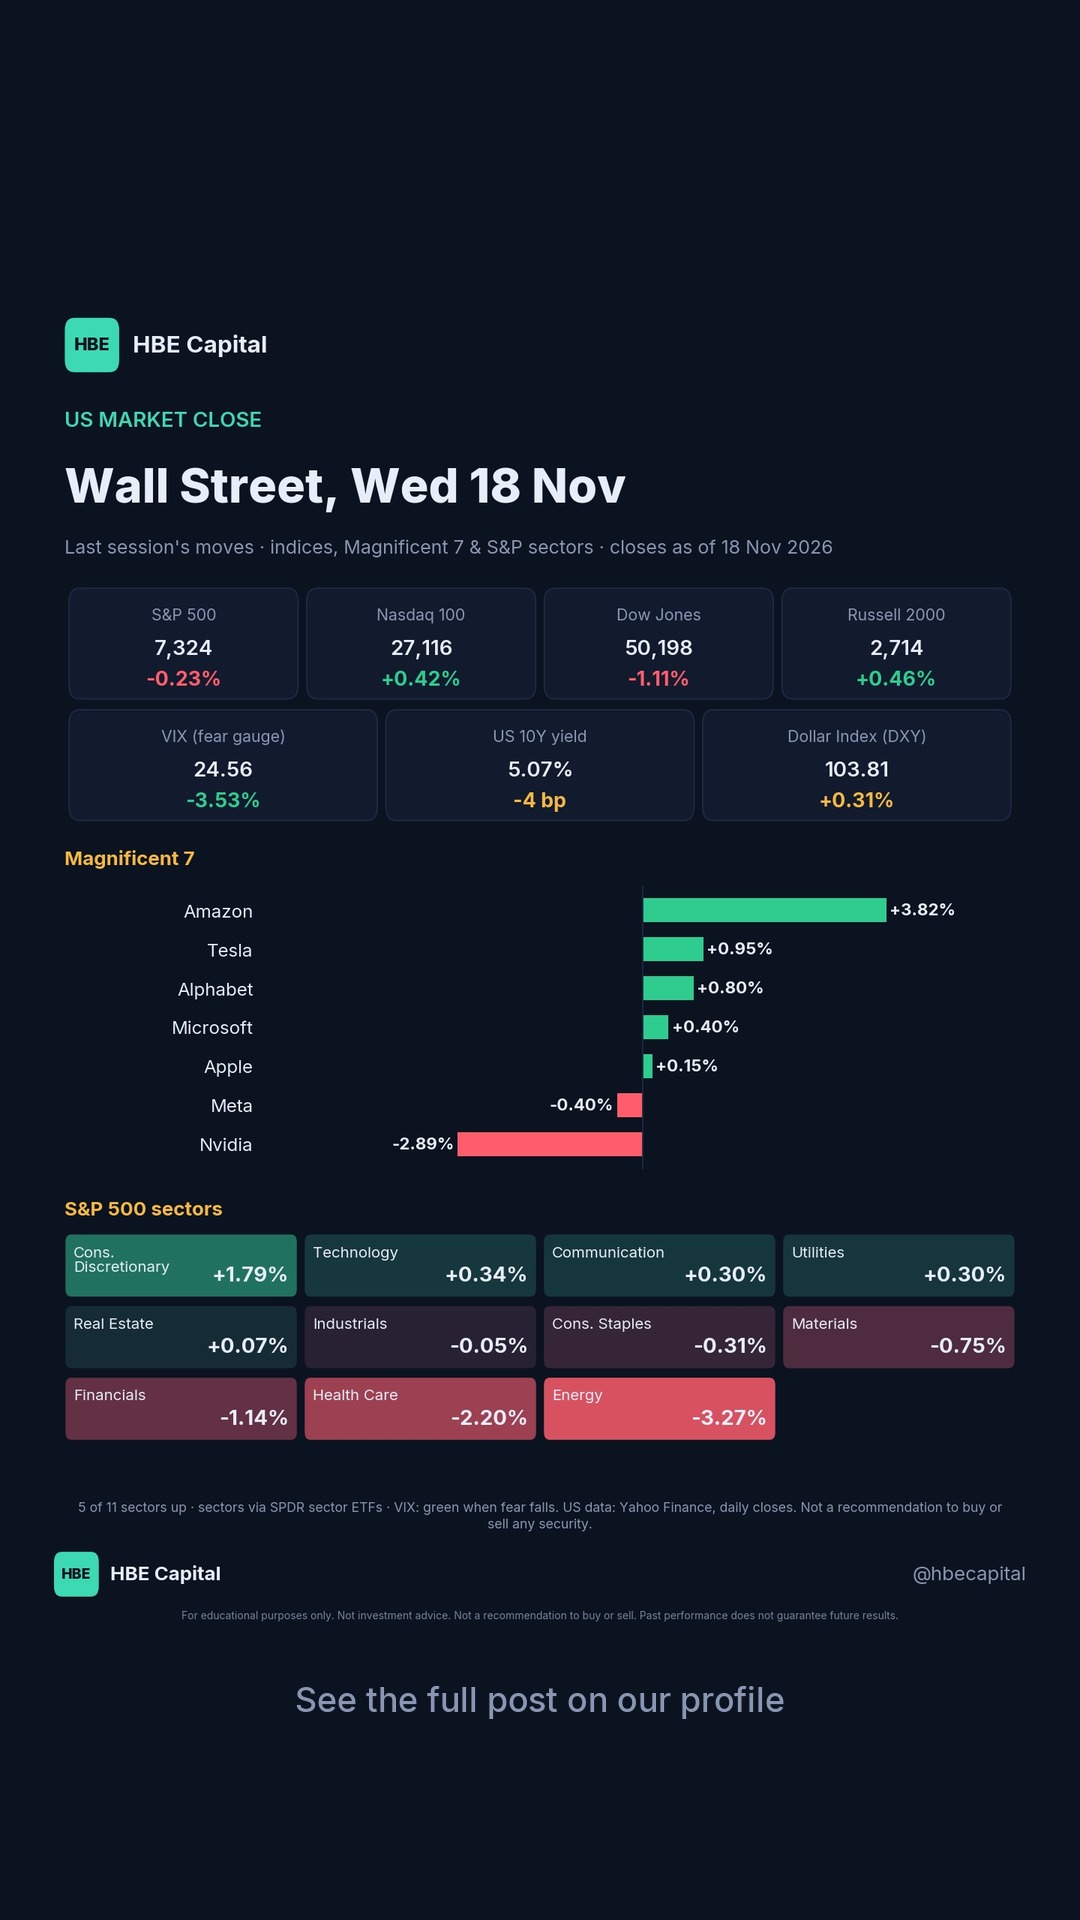 HBE HBE Capital
US MARKET CLOSE
Wall Street, Wed 18 Nov
Last session's moves · indices, Magnificent 7 & S&P sectors · closes as of 18 Nov 2026
S&P 500
7,324
-0.23%
Nasdaq 100
27,116
+0.42%
Dow Jones
50,198
-1.11%
Russell 2000
2,714
+0.46%
VIX (fear gauge)
24.56
-3.53%
US 10Y yield
5.07%
-4 bp
Dollar Index (DXY)
103.81
+0.31%
Magnificent 7
Amazon +3.82%
Tesla +0.95%
Alphabet +0.80%
Microsoft +0.40%
Apple +0.15%
Meta -0.40%
Nvidia -2.89%
S&P 500 sectors
Cons.
Discretionary +1.79%
Technology
+0.34%
Communication
+0.30%
Utilities
+0.30%
Real Estate
+0.07%
Industrials
-0.05%
Cons. Staples
-0.31%
Materials
-0.75%
Financials
-1.14%
Health Care
-2.20%
Energy
-3.27%
5 of 11 sectors up · sectors via SPDR sector ETFs · VIX: green when fear falls. US data: Yahoo Finance, daily closes. Not a recommendation to buy or
sell any security.
HBE HBE Capital @hbecapital
For educational purposes only. Not investment advice. Not a recommendation to buy or sell. Past performance does not guarantee future results.
See the full post on our profile